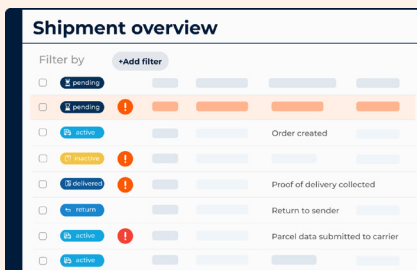 Shipment overview
Filter by +Add filter
pending
pending
active Order created
inactive
delivered Proof of delivery collected
return Return to sender
active Parcel data submitted to carrier
active